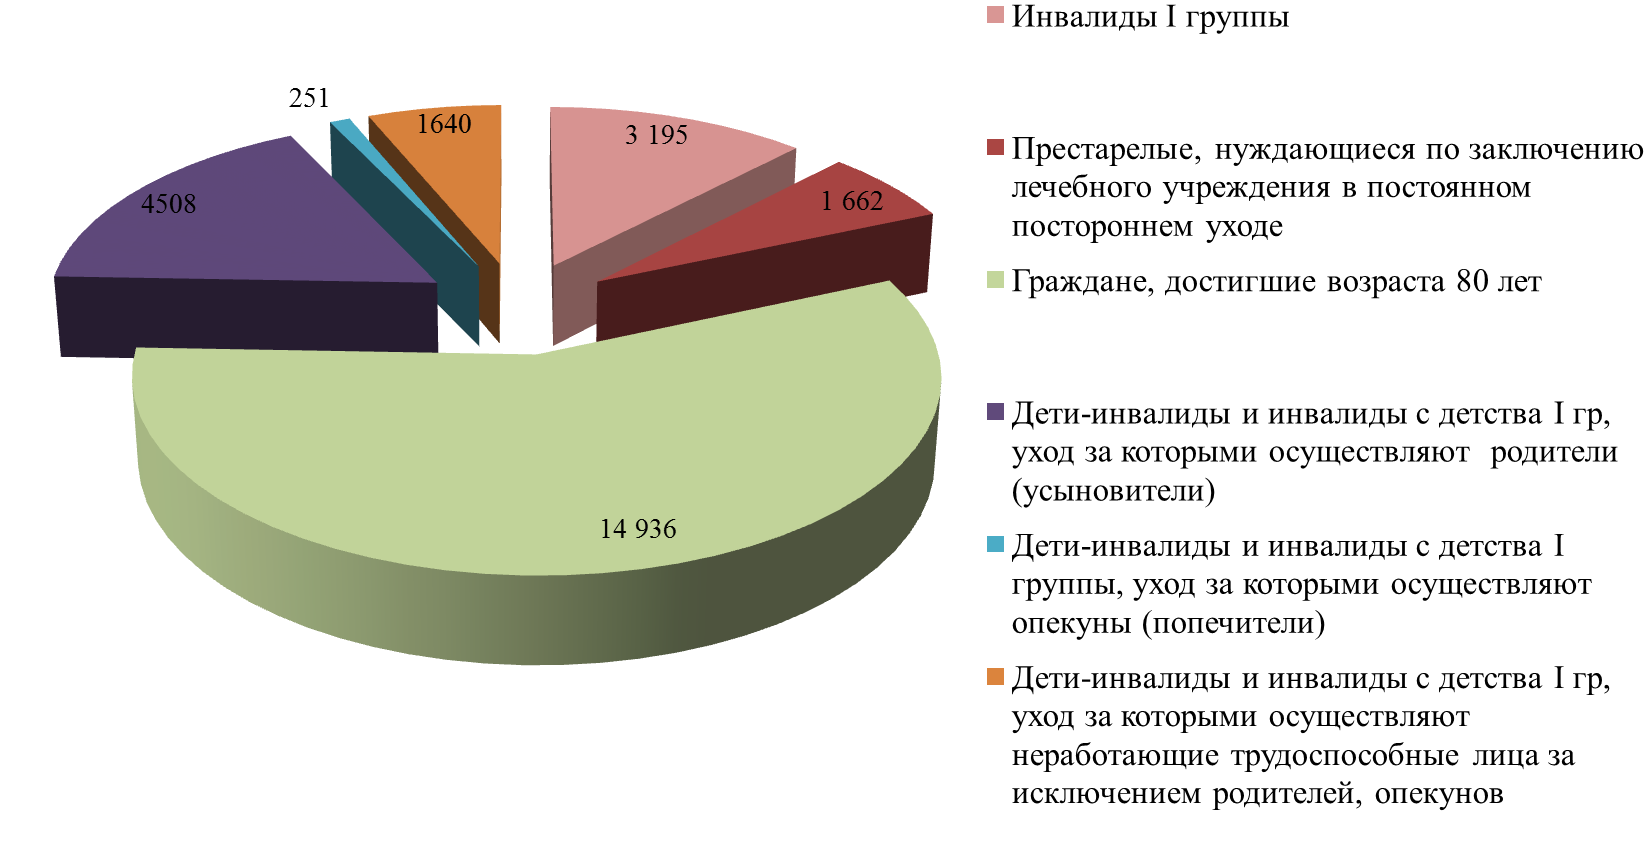 251
1640
3 195
4508
1 662
14 936
Инвалиды I группы
Престарелые, нуждающиеся по заключению
лечебного учреждения в постоянном
постороннем уходе
Граждане, достигшие возраста 80 лет
Дети-инвалиды и инвалиды с детства I гр,
уход за которыми осуществляют  родители
(усыновители)
Дети-инвалиды и инвалиды с детства I
группы, уход за которыми осуществляют
опекуны (попечители)
Дети-инвалиды и инвалиды с детства I гр,
уход за которыми осуществляют
неработающие трудоспособные лица за
исключением родителей, опекунов